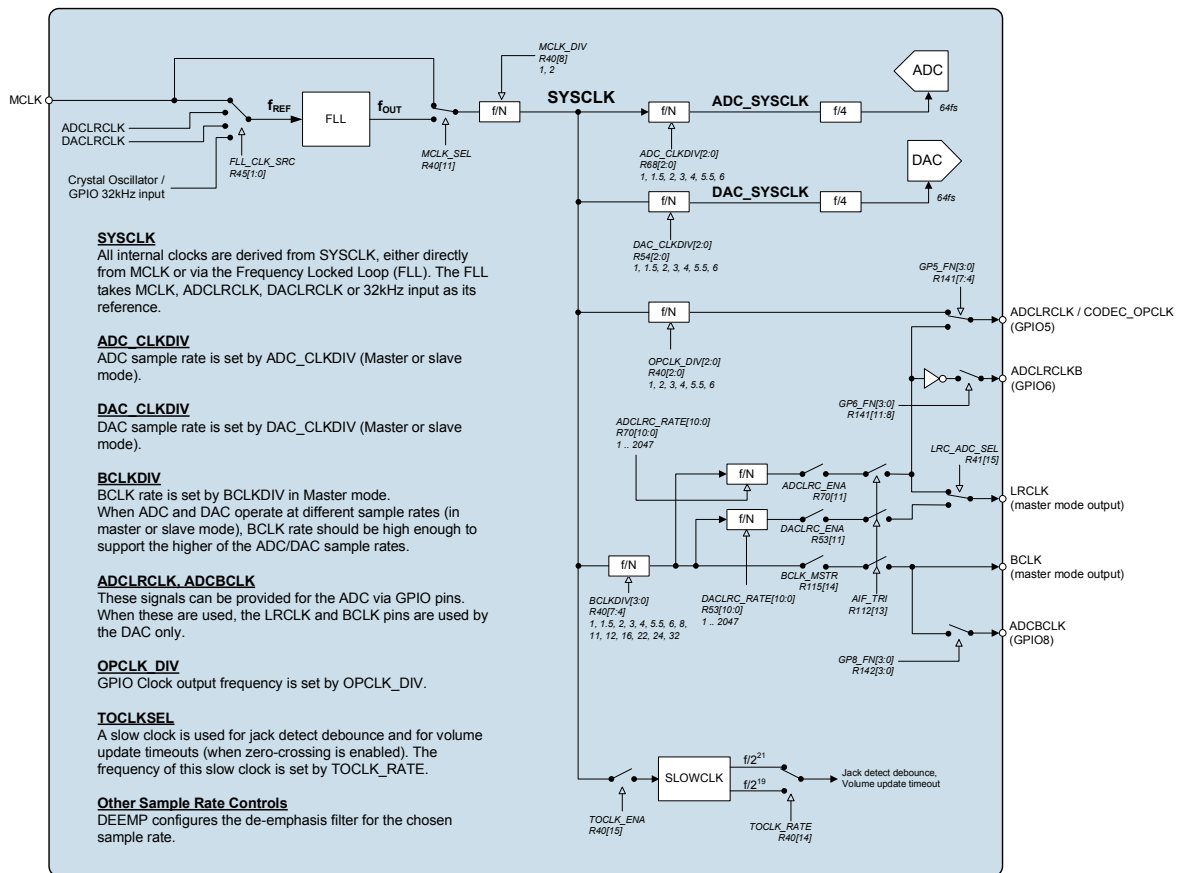 MCLK
ADCLRCLK
DACLRCLK
Crystal Oscillator /
GPIO 32kHz input
fREF
FLL
fOUT
FLL_CLK_SRC
R45[1:0]
MCLK_SEL
R40[11]
MCLK_DIV
R40[8]
1, 2
f/N
SYSCLK
f/N
ADC_SYSCLK
f/4
ADC
64fs
ADC_CLKDIV[2:0]
R68[2:0]
1, 1.5, 2, 3, 4, 5.5, 6
f/N
DAC_SYSCLK
f/4
DAC
64fs
DAC_CLKDIV[2:0]
R54[2:0]
1, 1.5, 2, 3, 4, 5.5, 6
SYSCLK
All internal clocks are derived from SYSCLK, either directly
from MCLK or via the Frequency Locked Loop (FLL). The FLL
takes MCLK, ADCLRCLK, DACLRCLK or 32kHz input as its
reference.
ADC_CLKDIV
ADC sample rate is set by ADC_CLKDIV (Master or slave
mode).
DAC_CLKDIV
DAC sample rate is set by DAC_CLKDIV (Master or slave
mode).
BCLKDIV
BCLK rate is set by BCLKDIV in Master mode.
When ADC and DAC operate at different sample rates (in
master or slave mode), BCLK rate should be high enough to
support the higher of the ADC/DAC sample rates.
ADCLRCLK, ADCBCLK
These signals can be provided for the ADC via GPIO pins.
When these are used, the LRCLK and BCLK pins are used by
the DAC only.
OPCLK_DIV
GPIO Clock output frequency is set by OPCLK_DIV.
TOCLKSEL
A slow clock is used for jack detect debounce and for volume
update timeouts (when zero-crossing is enabled). The
frequency of this slow clock is set by TOCLK_RATE.
Other Sample Rate Controls
DEEMP configures the de-emphasis filter for the chosen
sample rate.
f/N
OPCLK_DIV[2:0]
R40[2:0]
1, 2, 3, 4, 5.5, 6
GP5_FN[3:0]
R141[7:4]
ADCLRCLK / CODEC_OPCLK
(GPIO5)
ADCLRCLKB
(GPIO6)
GP6_FN[3:0]
R141[11:8]
ADCLRC_RATE[10:0]
R70[10:0]
1 .. 2047
f/N
ADCLRC_ENA
R70[11]
LRC_ADC_SEL
R41[15]
LRCLK
(master mode output)
f/N
DACLRC_ENA
R53[11]
f/N
BCLKDIV[3:0]
R40[7:4]
1, 1.5, 2, 3, 4, 5.5, 6, 8,
11, 12, 16, 22, 24, 32
DACLRC_RATE[10:0]
R53[10:0]
1 .. 2047
BCLK_MSTR
R115[14]
AIF_TRI
R112[13]
BCLK
(master mode output)
ADCBCLK
(GPIO8)
GP8_FN[3:0]
R142[3:0]
TOCLK_ENA
R40[15]
SLOWCLK
f/2²¹
f/2¹⁹
TOCLK_RATE
R40[14]
Jack detect debounce,
Volume update timeout